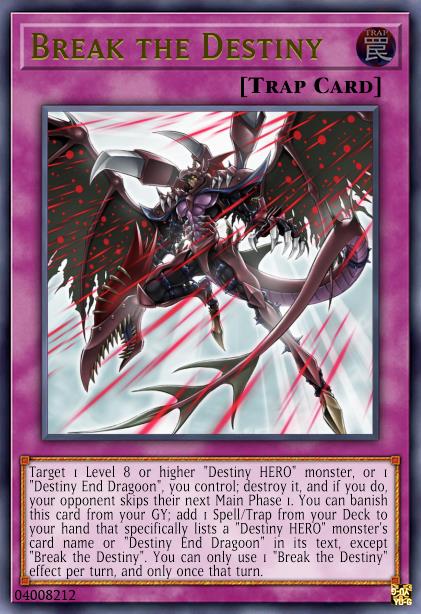 BREAK THE DESTINY
TRAP
罠
[TRAP CARD]
Target 1 Level 8 or higher "Destiny HERO" monster, or 1
"Destiny End Dragoon", you control; destroy it, and if you do,
your opponent skips their next Main Phase 1. You can banish
this card from your GY; add 1 Spell/Trap from your Deck to
your hand that specifically lists a "Destiny HERO" monster's
card name or "Destiny End Dragoon" in its text, except
"Break the Destiny". You can only use 1 "Break the Destiny"
effect per turn, and only once that turn.
04008212